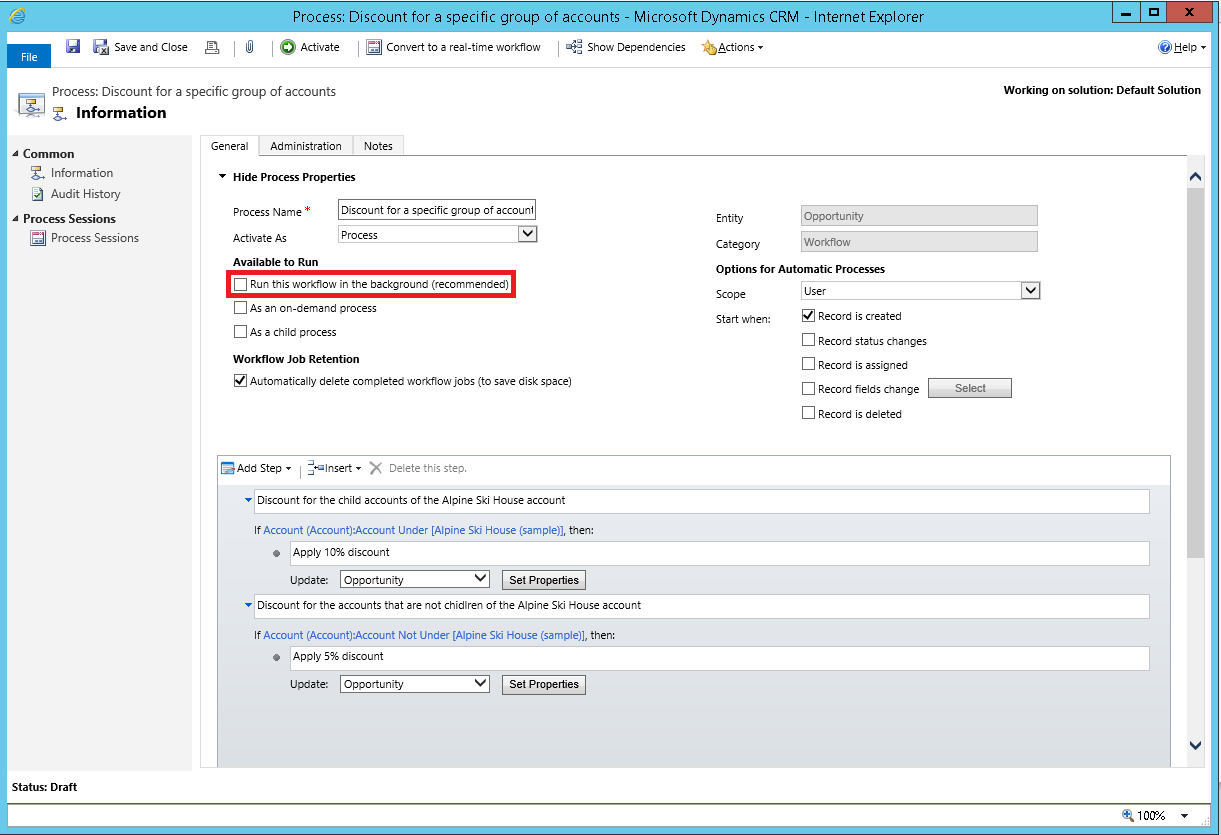 Process: Discount for a specific group of accounts - Microsoft Dynamics CRM - Internet Explorer
File
Save and Close
Activate
Convert to a real-time workflow
Show Dependencies
Actions
Help
Process: Discount for a specific group of accounts
Information
Working on solution: Default Solution
Common
Information
Audit History
Process Sessions
Process Sessions
General Administration Notes
Hide Process Properties
Process Name *
Discount for a specific group of account
Activate As
Process
Available to Run
Run this workflow in the background (recommended)
As an on-demand process
As a child process
Workflow Job Retention
Automatically delete completed workflow jobs (to save disk space)
Entity
Opportunity
Category
Workflow
Options for Automatic Processes
Scope
User
Start when:
Record is created
Record status changes
Record is assigned
Record fields change
Select
Record is deleted
Add Step
Insert
Delete this step.
Discount for the child accounts of the Alpine Ski House account
If Account (Account):Account Under [Alpine Ski House (sample)], then:
Apply 10% discount
Update: Opportunity Set Properties
Discount for the accounts that are not chidlren of the Alpine Ski House account
If Account (Account):Account Not Under [Alpine Ski House (sample)], then:
Apply 5% discount
Update: Opportunity Set Properties
Status: Draft
100%